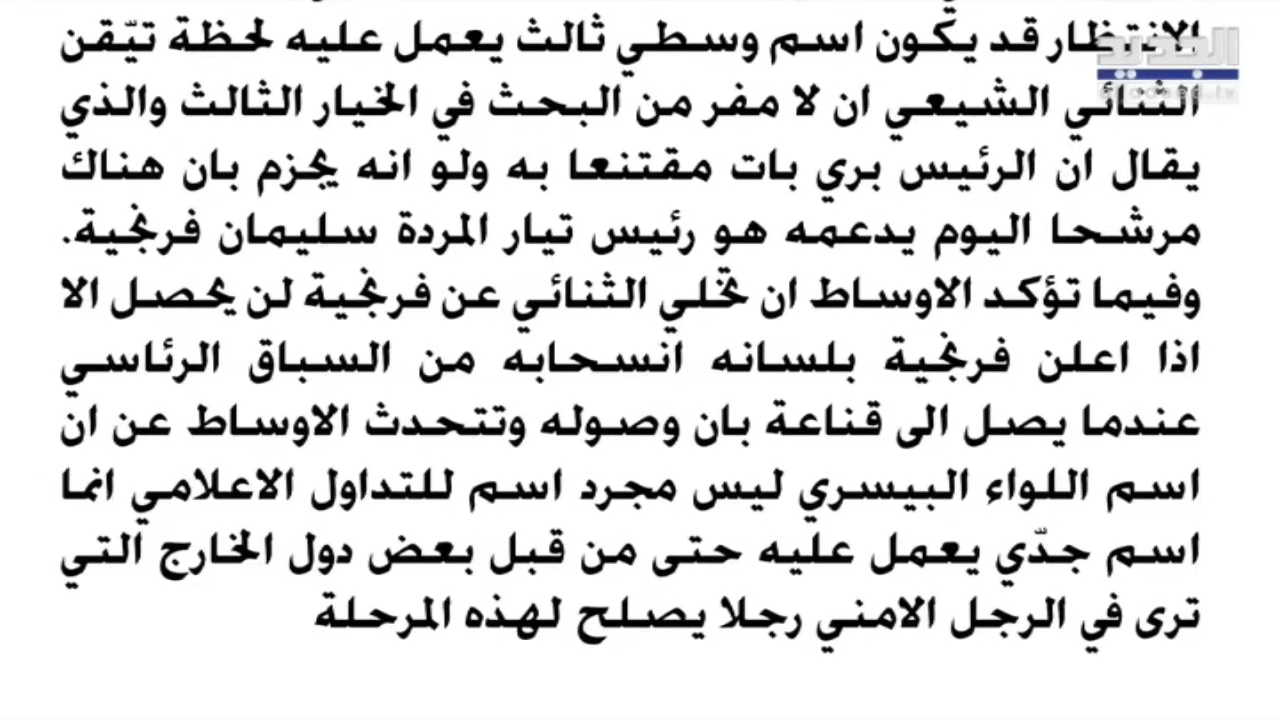 الانتظار قد يكون اسم وسطي ثالث يعمل عليه لحظة تيّقن
الثنائي الشيعي ان لا مفر من البحث في الخيار الثالث والذي
يقال ان الرئيس بري بات مقتنعا به ولو انه يجزم بان هناك
مرشحا اليوم يدعمه هو رئيس تيار المردة سليمان فرنجية.
وفيما تؤكد الاوساط ان تخلي الثنائي عن فرنجية لن يحصل الا
اذا اعلن فرنجية بلسانه انسحابه من السباق الرئاسي
عندما يصل الى قناعة بان وصوله وتتحدث الاوساط عن ان
اسم اللواء البيسري ليس مجرد اسم للتداول الاعلامي انما
اسم جدّي يعمل عليه حتى من قبل بعض دول الخارج التي
ترى في الرجل الامني رجلا يصلح لهذه المرحلة
الجديد